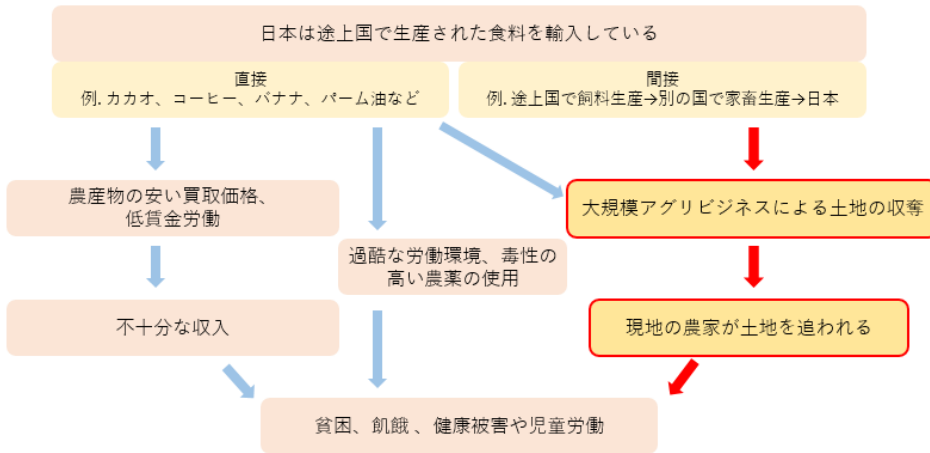 日本は途上国で生産された食料を輸入している
直接
例. カカオ、コーヒー、バナナ、パーム油など
間接
例. 途上国で飼料生産→別の国で家畜生産→日本
農産物の安い買取価格、
低賃金労働
過酷な労働環境、毒性の
高い農薬の使用
大規模アグリビジネスによる土地の収奪
不十分な収入
現地の農家が土地を追われる
貧困、飢餓 、健康被害や児童労働